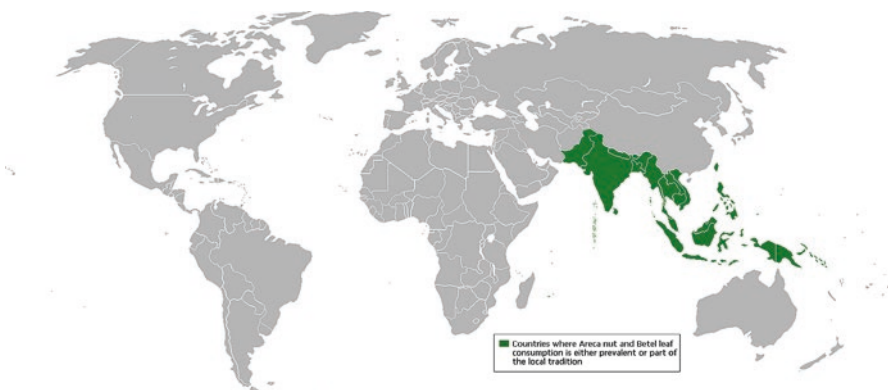 Countries where Areca nut and Betel leaf
consumption is either prevalent or part of
the local tradition